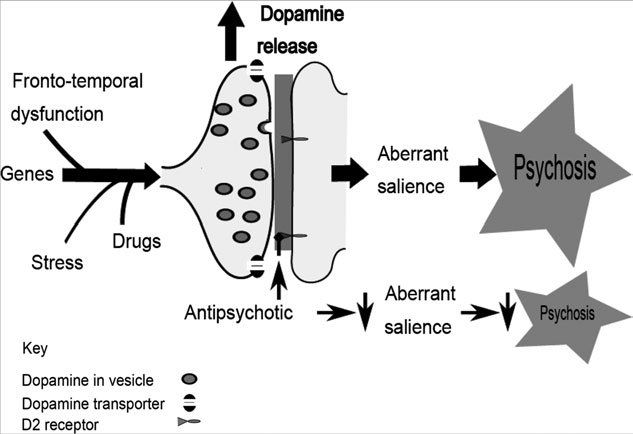 Dopamine
release
Fronto-temporal
dysfunction
Genes
Drugs
Stress
Aberrant
salience
Psychosis
Antipsychotic
Aberrant
salience
Psychosis
Key
Dopamine in vesicle
Dopamine transporter
D2 receptor